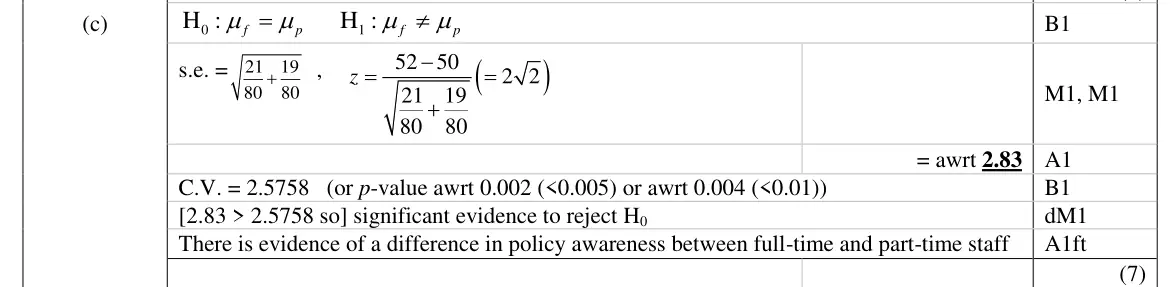 (c) H₀ : μ_f = μ_p H₁ : μ_f ≠ μ_p B1
s.e. = √(21/80 + 19/80) , z = (52 − 50)/√(21/80 + 19/80) (= 2√2) M1, M1
= awrt 2.83 A1
C.V. = 2.5758 (or p-value awrt 0.002 (<0.005) or awrt 0.004 (<0.01)) B1
[2.83 > 2.5758 so] significant evidence to reject H₀ dM1
There is evidence of a difference in policy awareness between full-time and part-time staff A1ft
(7)